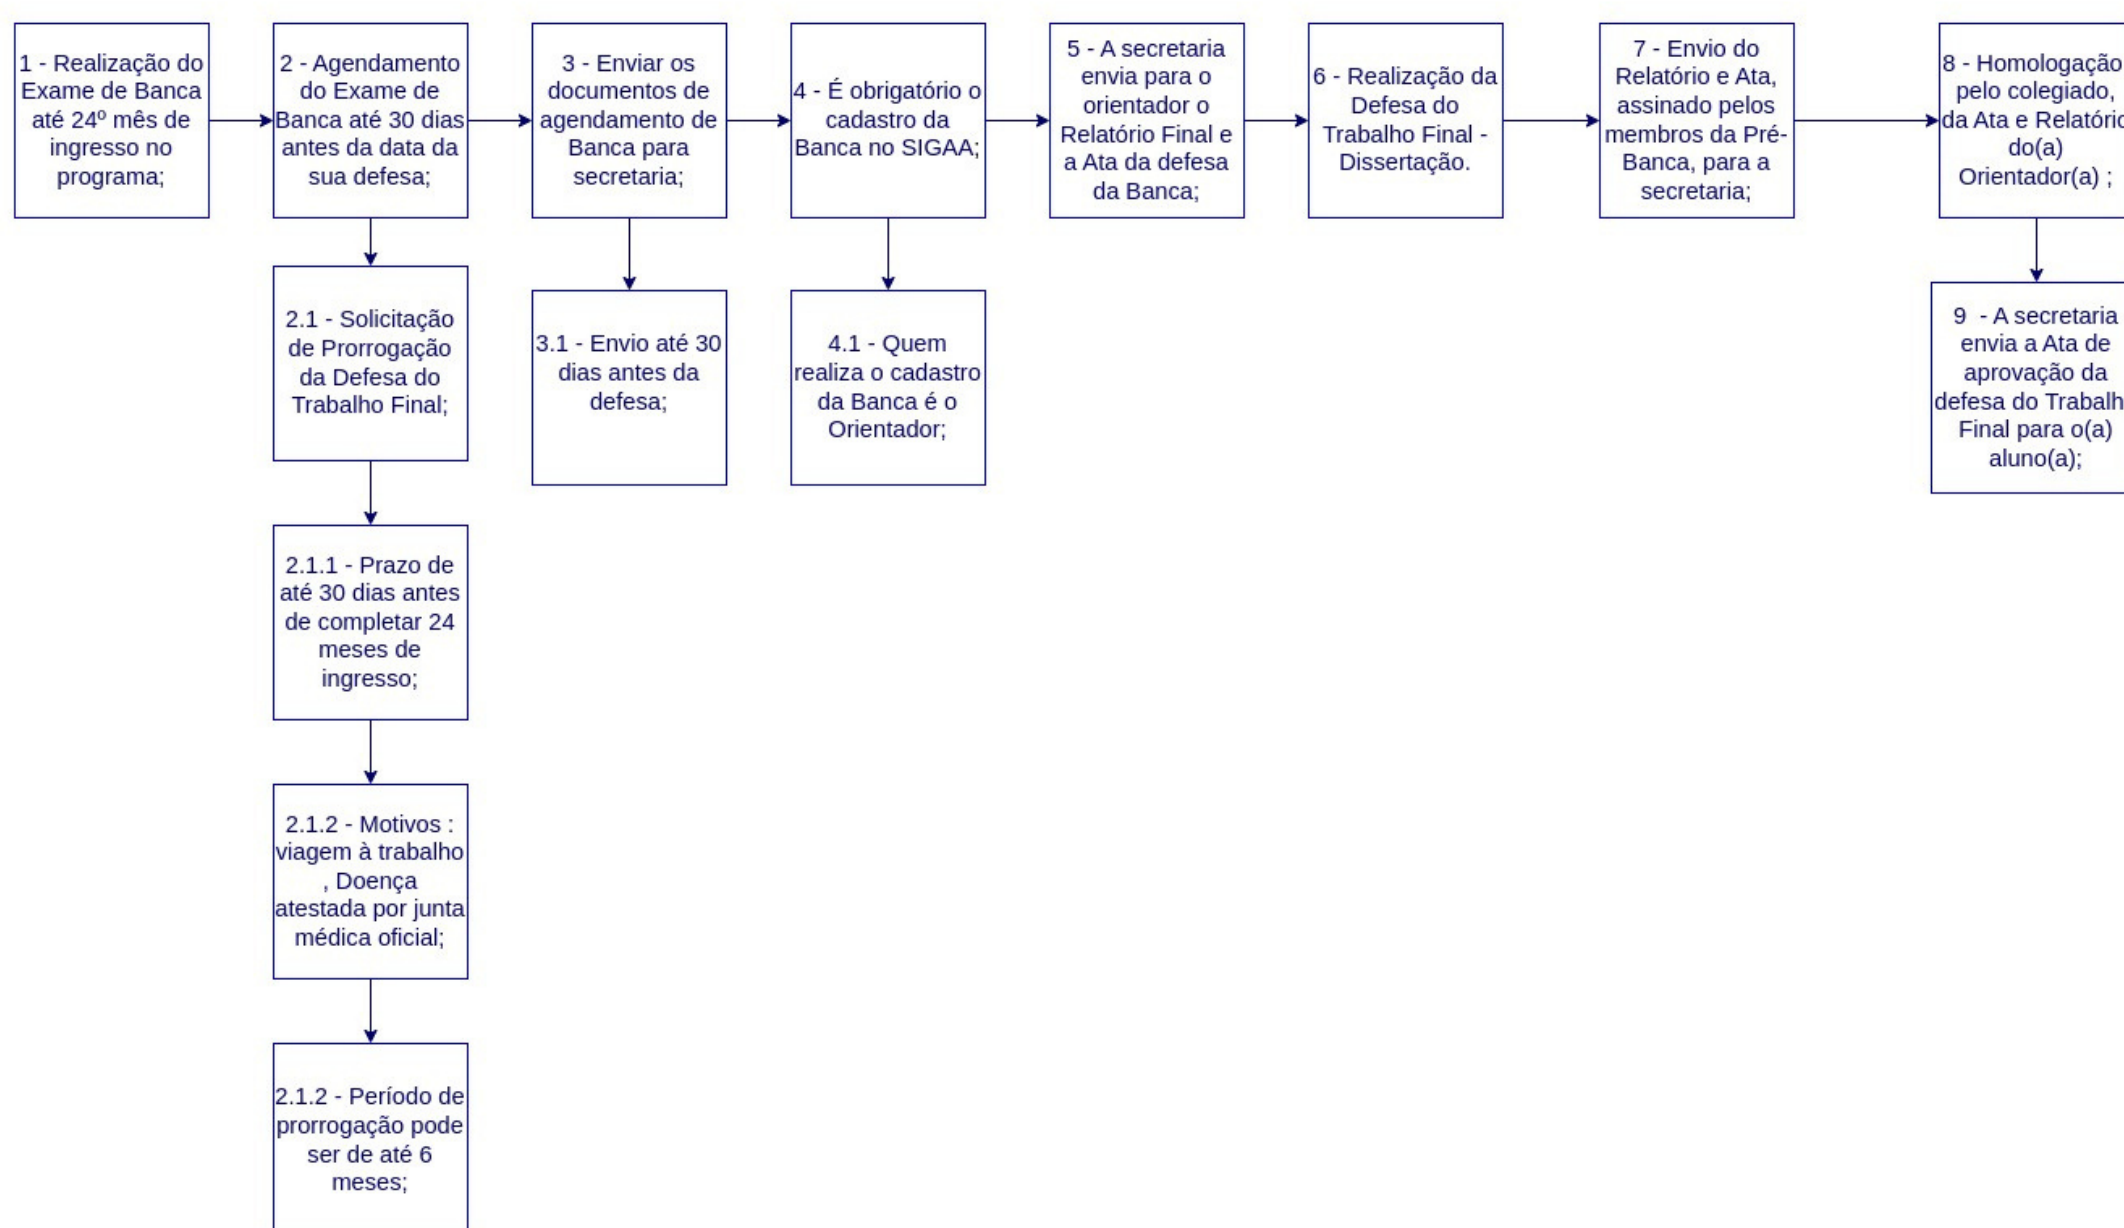 1 - Realização do
Exame de Banca
até 24º mês de
ingresso no
programa;
2 - Agendamento
do Exame de
Banca até 30 dias
antes da data da
sua defesa;
3 - Enviar os
documentos de
agendamento de
Banca para
secretaria;
4 - É obrigatório o
cadastro da
Banca no SIGAA;
5 - A secretaria
envia para o
orientador o
Relatório Final e
a Ata da defesa
da Banca;
6 - Realização da
Defesa do
Trabalho Final -
Dissertação.
7 - Envio do
Relatório e Ata,
assinado pelos
membros da Pré-
Banca, para a
secretaria;
8 - Homologação
pelo colegiado,
da Ata e Relatório
do(a)
Orientador(a) ;
2.1 - Solicitação
de Prorrogação
da Defesa do
Trabalho Final;
3.1 - Envio até 30
dias antes da
defesa;
4.1 - Quem
realiza o cadastro
da Banca é o
Orientador;
9  - A secretaria
envia a Ata de
aprovação da
defesa do Trabalh
Final para o(a)
aluno(a);
2.1.1 - Prazo de
até 30 dias antes
de completar 24
meses de
ingresso;
2.1.2 - Motivos :
viagem à trabalho
, Doença
atestada por junta
médica oficial;
2.1.2 - Período de
prorrogação pode
ser de até 6
meses;